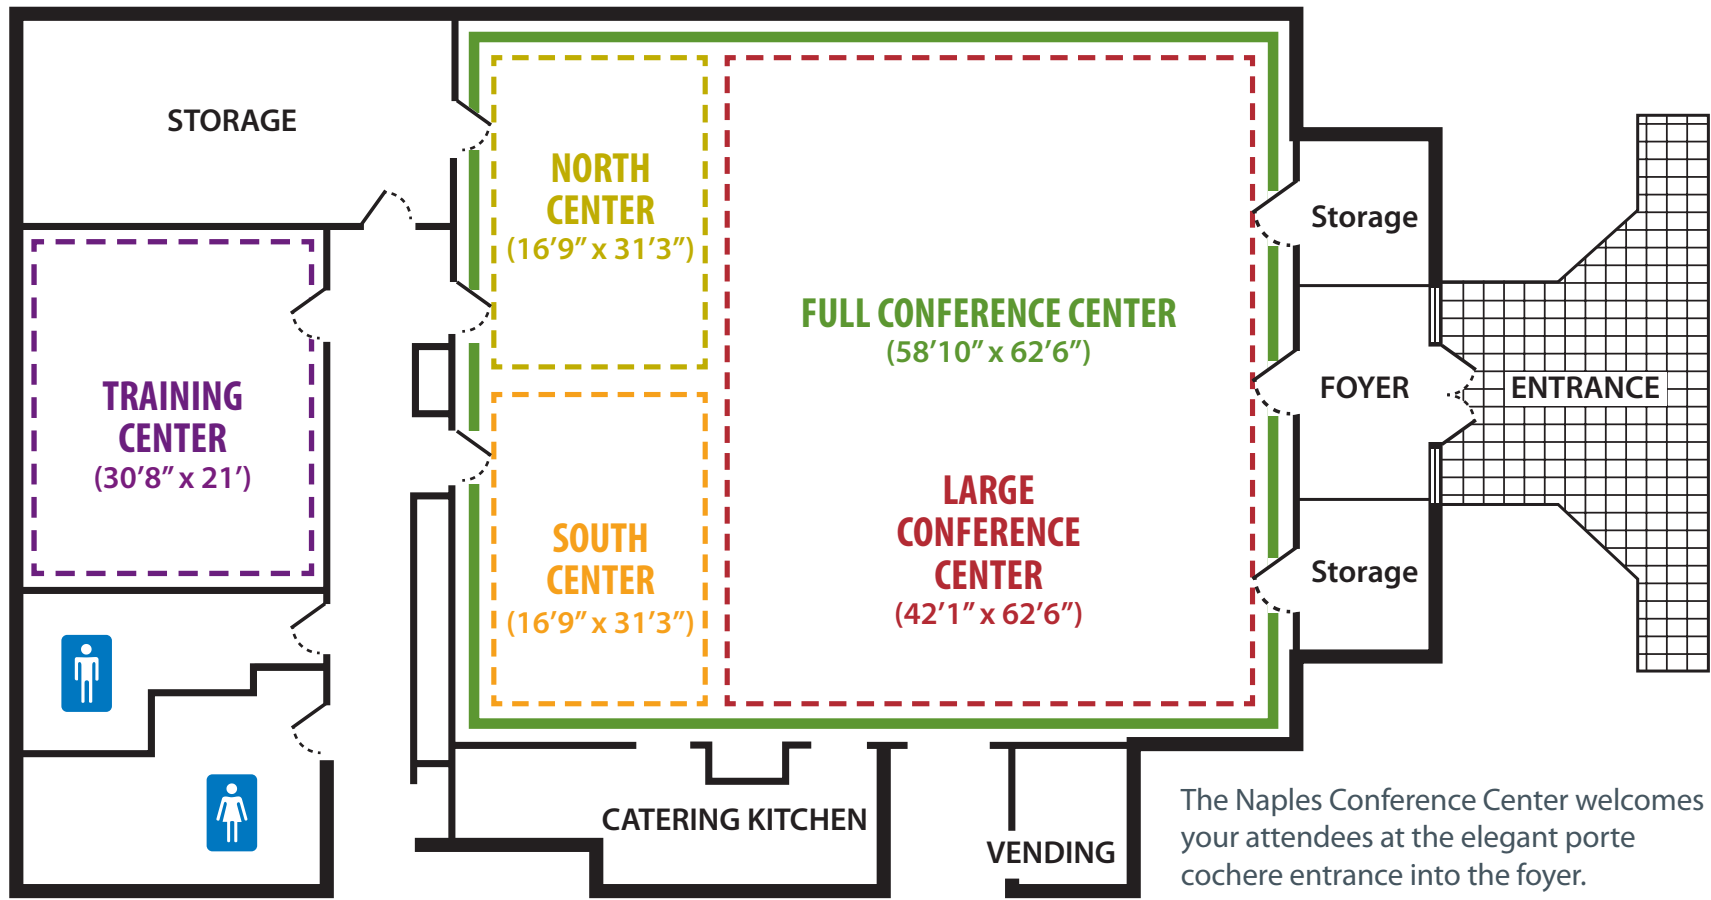 STORAGE
NORTH
CENTER
(16’9” x 31’3”)
Storage
FULL CONFERENCE CENTER
(58’10” x 62’6”)
TRAINING
CENTER
(30’8” x 21’)
FOYER
ENTRANCE
LARGE
CONFERENCE
CENTER
(42’1” x 62’6”)
SOUTH
CENTER
(16’9” x 31’3”)
Storage
CATERING KITCHEN
VENDING
The Naples Conference Center welcomes
your attendees at the elegant porte
cochere entrance into the foyer.